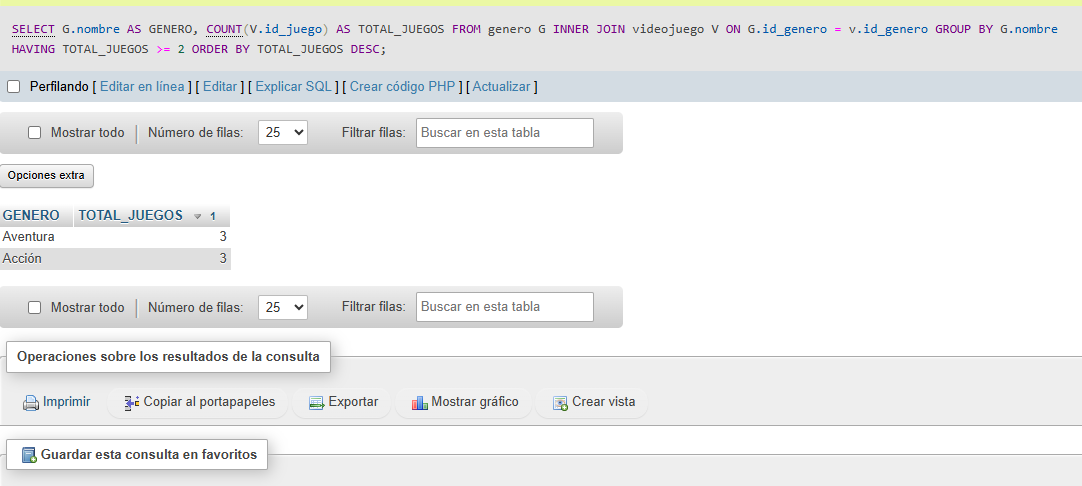 SELECT G.nombre AS GENERO, COUNT(V.id_juego) AS TOTAL_JUEGOS FROM genero G INNER JOIN videojuego V ON G.id_genero = v.id_genero GROUP BY G.nombre
HAVING TOTAL_JUEGOS >= 2 ORDER BY TOTAL_JUEGOS DESC;
Perfilando [ Editar en línea ] [ Editar ] [ Explicar SQL ] [ Crear código PHP ] [ Actualizar ]
Mostrar todo | Número de filas: 25 Filtrar filas: Buscar en esta tabla
Opciones extra
GENERO TOTAL_JUEGOS 1
Aventura 3
Acción 3
Mostrar todo | Número de filas: 25 Filtrar filas: Buscar en esta tabla
Operaciones sobre los resultados de la consulta
Imprimir Copiar al portapapeles Exportar Mostrar gráfico Crear vista
Guardar esta consulta en favoritos